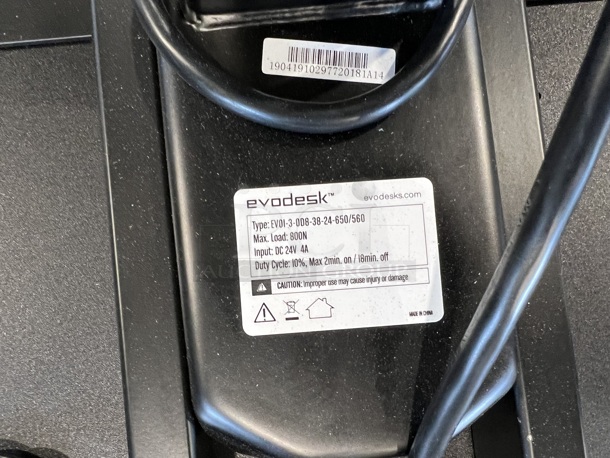 19041910297720181A14
evodesk™
evodesks.com
Type: EV01-3-0D8-38-24-650/560
Max. Load: 800N
Input: DC 24V 4A
Duty Cycle: 10%, Max 2min. on / 18min. off
CAUTION: Improper use may cause injury or damage.
MADE IN CHINA